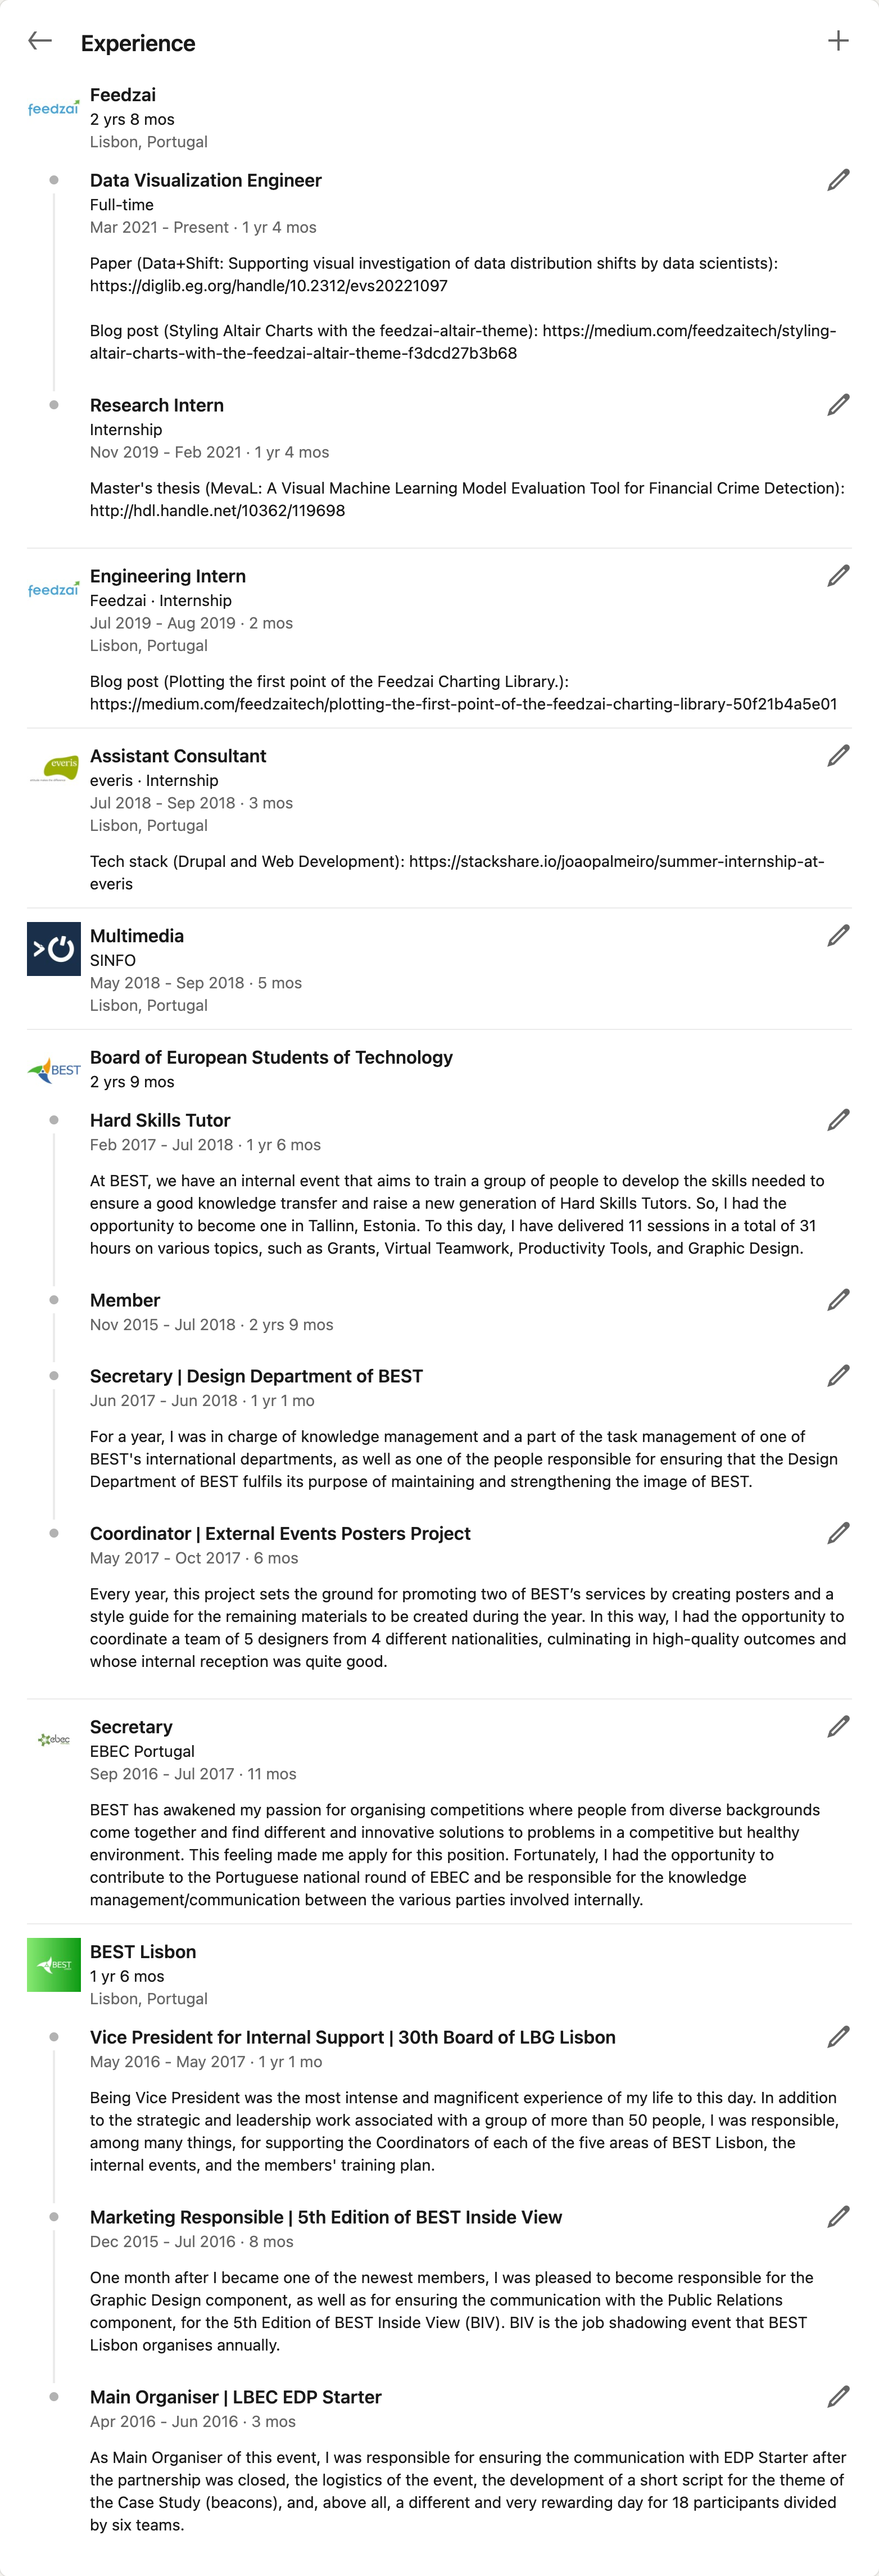 Experience
feedzai
Feedzai
2 yrs 8 mos
Lisbon, Portugal
Data Visualization Engineer
Full-time
Mar 2021 - Present · 1 yr 4 mos
Paper (Data+Shift: Supporting visual investigation of data distribution shifts by data scientists):
https://diglib.eg.org/handle/10.2312/evs20221097
Blog post (Styling Altair Charts with the feedzai-altair-theme): https://medium.com/feedzaitech/styling-
altair-charts-with-the-feedzai-altair-theme-f3dcd27b3b68
Research Intern
Internship
Nov 2019 - Feb 2021 · 1 yr 4 mos
Master's thesis (MevaL: A Visual Machine Learning Model Evaluation Tool for Financial Crime Detection):
http://hdl.handle.net/10362/119698
feedzai
Engineering Intern
Feedzai · Internship
Jul 2019 - Aug 2019 · 2 mos
Lisbon, Portugal
Blog post (Plotting the first point of the Feedzai Charting Library.):
https://medium.com/feedzaitech/plotting-the-first-point-of-the-feedzai-charting-library-50f21b4a5e01
everis
Assistant Consultant
everis · Internship
Jul 2018 - Sep 2018 · 3 mos
Lisbon, Portugal
Tech stack (Drupal and Web Development): https://stackshare.io/joaopalmeiro/summer-internship-at-
everis
Multimedia
SINFO
May 2018 - Sep 2018 · 5 mos
Lisbon, Portugal
BEST
Board of European Students of Technology
2 yrs 9 mos
Hard Skills Tutor
Feb 2017 - Jul 2018 · 1 yr 6 mos
At BEST, we have an internal event that aims to train a group of people to develop the skills needed to
ensure a good knowledge transfer and raise a new generation of Hard Skills Tutors. So, I had the
opportunity to become one in Tallinn, Estonia. To this day, I have delivered 11 sessions in a total of 31
hours on various topics, such as Grants, Virtual Teamwork, Productivity Tools, and Graphic Design.
Member
Nov 2015 - Jul 2018 · 2 yrs 9 mos
Secretary | Design Department of BEST
Jun 2017 - Jun 2018 · 1 yr 1 mo
For a year, I was in charge of knowledge management and a part of the task management of one of
BEST's international departments, as well as one of the people responsible for ensuring that the Design
Department of BEST fulfils its purpose of maintaining and strengthening the image of BEST.
Coordinator | External Events Posters Project
May 2017 - Oct 2017 · 6 mos
Every year, this project sets the ground for promoting two of BEST’s services by creating posters and a
style guide for the remaining materials to be created during the year. In this way, I had the opportunity to
coordinate a team of 5 designers from 4 different nationalities, culminating in high-quality outcomes and
whose internal reception was quite good.
ebec
Secretary
EBEC Portugal
Sep 2016 - Jul 2017 · 11 mos
BEST has awakened my passion for organising competitions where people from diverse backgrounds
come together and find different and innovative solutions to problems in a competitive but healthy
environment. This feeling made me apply for this position. Fortunately, I had the opportunity to
contribute to the Portuguese national round of EBEC and be responsible for the knowledge
management/communication between the various parties involved internally.
BEST
BEST Lisbon
1 yr 6 mos
Lisbon, Portugal
Vice President for Internal Support | 30th Board of LBG Lisbon
May 2016 - May 2017 · 1 yr 1 mo
Being Vice President was the most intense and magnificent experience of my life to this day. In addition
to the strategic and leadership work associated with a group of more than 50 people, I was responsible,
among many things, for supporting the Coordinators of each of the five areas of BEST Lisbon, the
internal events, and the members' training plan.
Marketing Responsible | 5th Edition of BEST Inside View
Dec 2015 - Jul 2016 · 8 mos
One month after I became one of the newest members, I was pleased to become responsible for the
Graphic Design component, as well as for ensuring the communication with the Public Relations
component, for the 5th Edition of BEST Inside View (BIV). BIV is the job shadowing event that BEST
Lisbon organises annually.
Main Organiser | LBEC EDP Starter
Apr 2016 - Jun 2016 · 3 mos
As Main Organiser of this event, I was responsible for ensuring the communication with EDP Starter after
the partnership was closed, the logistics of the event, the development of a short script for the theme of
the Case Study (beacons), and, above all, a different and very rewarding day for 18 participants divided
by six teams.